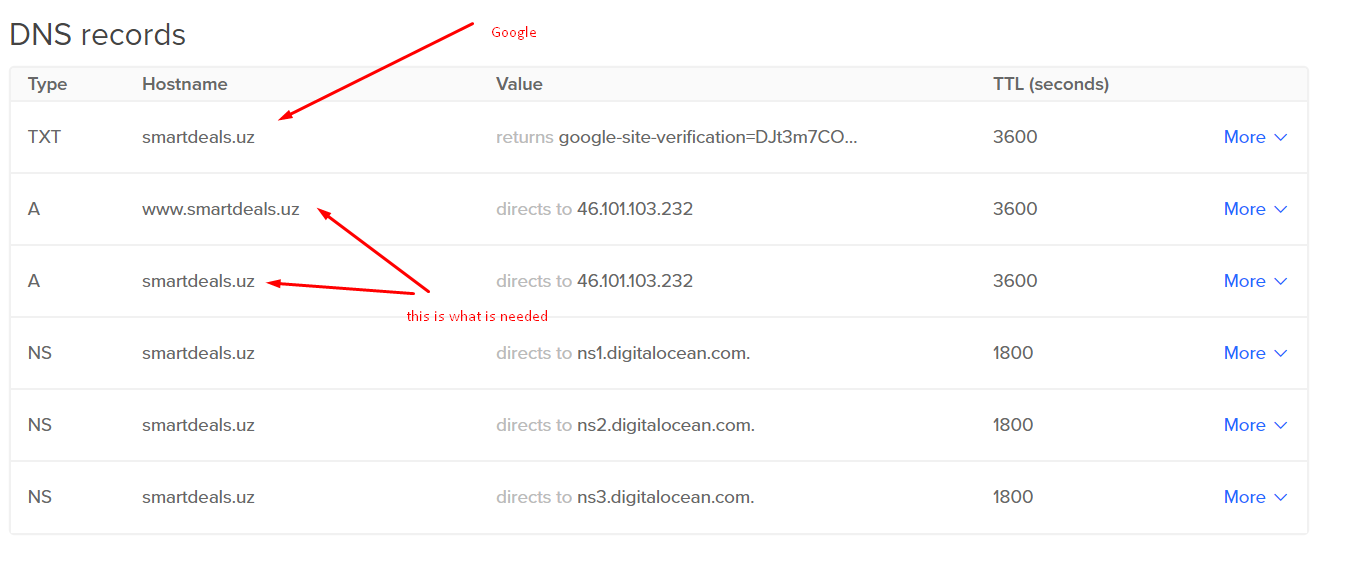 DNS records
Google
Type Hostname Value TTL (seconds)
TXT smartdeals.uz returns google-site-verification=DJt3m7CO... 3600 More
A www.smartdeals.uz directs to 46.101.103.232 3600 More
A smartdeals.uz directs to 46.101.103.232 3600 More
this is what is needed
NS smartdeals.uz directs to ns1.digitalocean.com. 1800 More
NS smartdeals.uz directs to ns2.digitalocean.com. 1800 More
NS smartdeals.uz directs to ns3.digitalocean.com. 1800 More